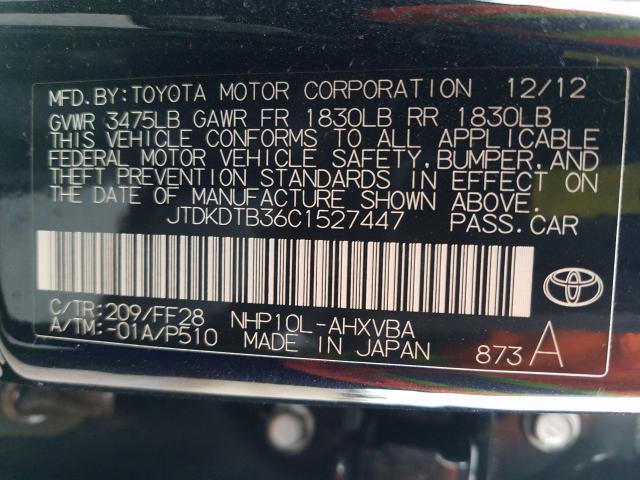 MFD.BY:TOYOTA MOTOR CORPORATION 12/12
GVWR 3475LB GAWR FR 1830LB RR 1830LB
THIS VEHICLE CONFORMS TO ALL APPLICABLE
FEDERAL MOTOR VEHICLE SAFETY,BUMPER,AND
THEFT PREVENTION STANDARDS IN EFFECT ON
THE DATE OF MANUFACTURE SHOWN ABOVE.
JTDKDTB36C1527447 PASS.CAR
C/TR:209/FF28 NHP10L-AHXVBA
A/TM:-01A/P510 MADE IN JAPAN 873A